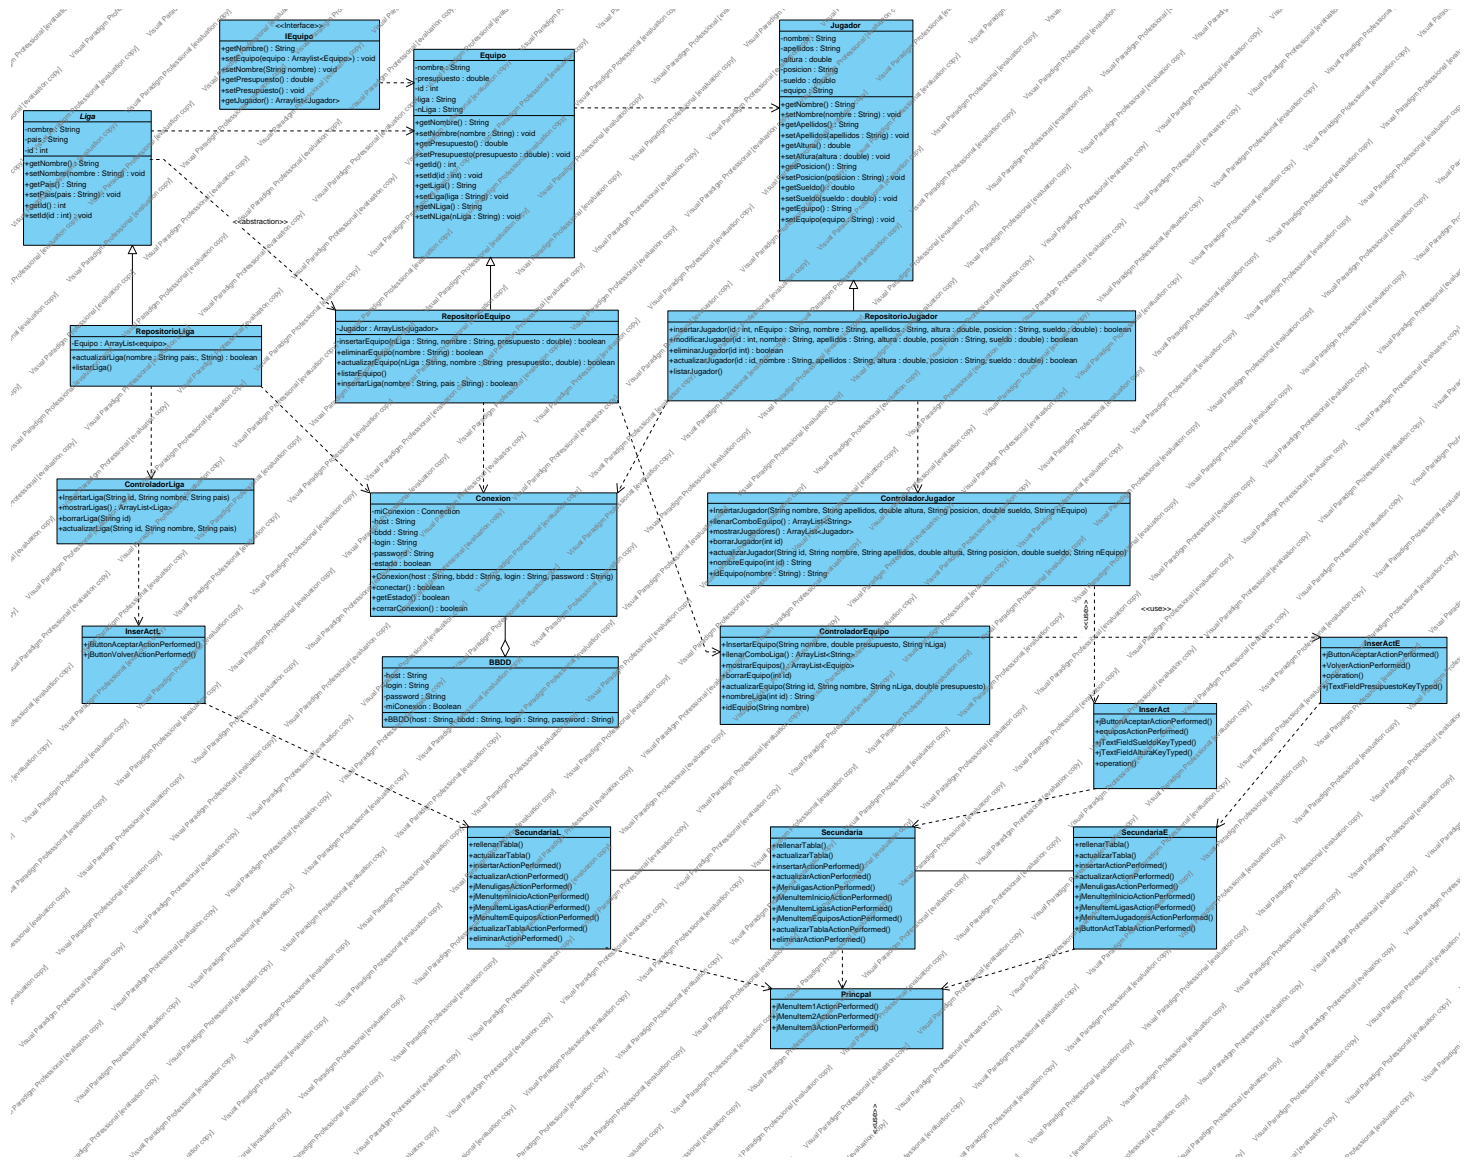 <<Interface>>
IEquipo
+getNombre() : String
+setEquipo(equipo : Arraylist<Equipo>) : void
+setNombre(String nombre) : void
+getPresupuesto() : double
+setPresupuesto() : void
+getJugador() : Arraylist<Jugador>
Equipo
-nombre : String
-presupuesto : double
-id : int
-liga : String
-nLiga : String
+getNombre() : String
+setNombre(nombre : String) : void
+getPresupuesto() : double
+setPresupuesto(presupuesto : double) : void
+getId() : int
+setId(id : int) : void
+getLiga() : String
+setLiga(liga : String) : void
+getNLiga() : String
+setNLiga(nLiga : String) : void
Jugador
-nombre : String
-apellidos : String
-altura : double
-posicion : String
-sueldo : doublo
-equipo : String
+getNombre() : String
+setNombre(nombre : String) : void
+getApellidos() : String
+setApellidos(apellidos : String) : void
+getAltura() : double
+setAltura(altura : double) : void
+getPosicion() : String
+setPosicion(posicion : String) : void
+getSueldo() : doublo
+setSueldo(sueldo : doublo) : void
+getEquipo() : String
+setEquipo(equipo : String) : void
Liga
-nombre : String
-pais : String
-id : int
+getNombre() : String
+setNombre(nombre : String) : void
+getPais() : String
+setPais(pais : String) : void
+getId() : int
+setId(id : int) : void
<<abstraction>>
RepositorioLiga
-Equipo : ArrayList<equipo>
+actualizarLiga(nombre : String pais:, String) : boolean
+listarLiga()
RepositorioEquipo
-Jugador : ArrayList<jugador>
-insertarEquipo(nLiga : String, nombre : String, presupuesto : double) : boolean
+eliminarEquipo(nombre : String) : boolean
+actualizarEquipo(nLiga : String, nombre : String presupuesto:, double) : boolean
+listarEquipo()
+insertarLiga(nombre : String, pais : String) : boolean
RepositorioJugador
+insertarJugador(id : int, nEquipo : String, nombre : String, apellidos : String, altura : double, posicion : String, sueldo : double) : boolean
+modificarJugador(id : int, nombre : String, apellidos : String, altura : double, posicion : String, sueldo : double) : boolean
+eliminarJugador(id int) : boolean
+actualizarJugador(id : id, nombre : String, apellidos : String, altura : double, posicion : String, sueldo : double) : boolean
+listarJugador()
ControladorLiga
+InsertarLiga(String id, String nombre, String pais)
+mostrarLigas() : ArrayList<Liga>
+borrarLiga(String id)
+actualizarLiga(String id, String nombre, String pais)
Conexion
-miConexion : Connection
-host : String
-bbdd : String
-login : String
-password : String
-estado : boolean
+Conexion(host : String, bbdd : String, login : String, password : String)
+conectar() : boolean
+getEstado() : boolean
+cerrarConexion() : boolean
ControladorJugador
+InsertarJugador(String nombre, String apellidos, double altura, String posicion, double sueldo, String nEquipo)
+llenarComboEquipo() : ArrayList<String>
+mostrarJugadores() : ArrayList<Jugador>
+borrarJugador(int id)
+actualizarJugador(String id, String nombre, String apellidos, double altura, String posicion, double sueldo, String nEquipo)
+nombreEquipo(int id) : String
+idEquipo(nombre : String) : String
<<use>>
<<use>>
InserActL
+jButtonAceptarActionPerformed()
+jButtonVolverActionPerformed()
BBDD
-host : String
-login : String
-password : String
-miConexion : Boolean
+BBDD(host : String, bbdd : String, login : String, password : String)
ControladorEquipo
+InsertarEquipo(String nombre, double presupuesto, String nLiga)
+llenarComboLiga() : ArrayList<String>
+mostrarEquipos() : ArrayList<Equipo>
+borrarEquipo(int id)
+actualizarEquipo(String id, String nombre, String nLiga, double presupuesto)
+nombreLiga(int id) : String
+idEquipo(String nombre)
InserActE
+jButtonAceptarActionPerformed()
+VolverActionPerformed()
+operation()
+jTextFieldPresupuestoKeyTyped()
InserAct
+jButtonAceptarActionPerformed()
+equiposActionPerformed()
+jTextFieldSueldoKeyTyped()
+jTextFieldAlturaKeyTyped()
+operation()
SecundariaL
+rellenarTabla()
+actualizarTabla()
+insertarActionPerformed()
+actualizarActionPerformed()
+jMenuligasActionPerformed()
+jMenuItemInicioActionPerformed()
+jMenuItemLigasActionPerformed()
+jMenuItemEquiposActionPerformed()
+actualizarTablaActionPerformed()
+eliminarActionPerformed()
Secundaria
+rellenarTabla()
+actualizarTabla()
+insertarActionPerformed()
+actualizarActionPerformed()
+jMenuligasActionPerformed()
+jMenuItemInicioActionPerformed()
+jMenuItemLigasActionPerformed()
+jMenuItemEquiposActionPerformed()
+actualizarTablaActionPerformed()
+eliminarActionPerformed()
SecundariaE
+rellenarTabla()
+actualizarTabla()
+insertarActionPerformed()
+actualizarActionPerformed()
+jMenuligasActionPerformed()
+jMenuItemInicioActionPerformed()
+jMenuItemLigasActionPerformed()
+jMenuItemJugadoresActionPerformed()
+jButtonActTablaActionPerformed()
Princpal
+jMenuItem1ActionPerformed()
+jMenuItem2ActionPerformed()
+jMenuItem3ActionPerformed()
<<use>>
Visual Paradigm Professional [evaluation copy]